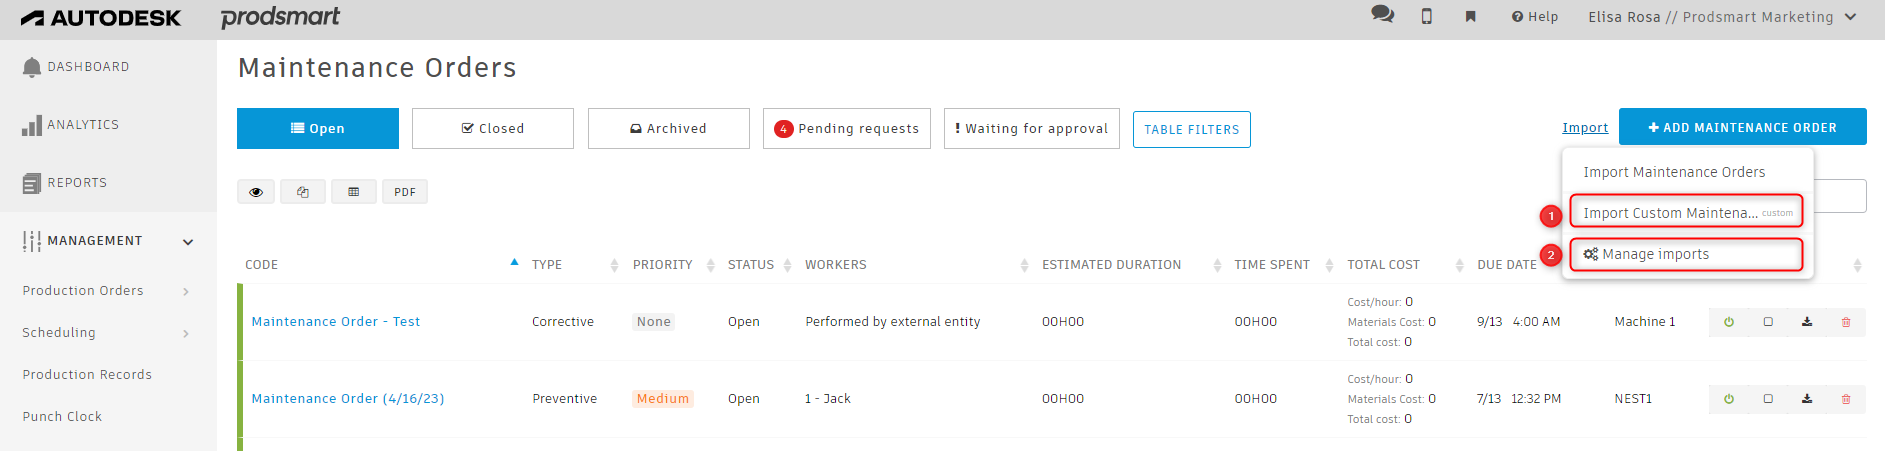 AUTODESK prodsmart Help Elisa Rosa // Prodsmart Marketing
DASHBOARD
ANALYTICS
REPORTS
MANAGEMENT
Production Orders
Scheduling
Production Records
Punch Clock
Maintenance Orders
Open Closed Archived 4 Pending requests ! Waiting for approval TABLE FILTERS Import + ADD MAINTENANCE ORDER
Import Maintenance Orders
1 Import Custom Maintena... custom
2 Manage imports
PDF
CODE TYPE PRIORITY STATUS WORKERS ESTIMATED DURATION TIME SPENT TOTAL COST DUE DATE
Maintenance Order - Test Corrective None Open Performed by external entity 00H00 00H00 Cost/hour: 0
Materials Cost: 0
Total cost: 0
9/13 4:00 AM Machine 1
Maintenance Order (4/16/23) Preventive Medium Open 1 - Jack 00H00 00H00 Cost/hour: 0
Materials Cost: 0
Total cost: 0
7/13 12:32 PM NEST1